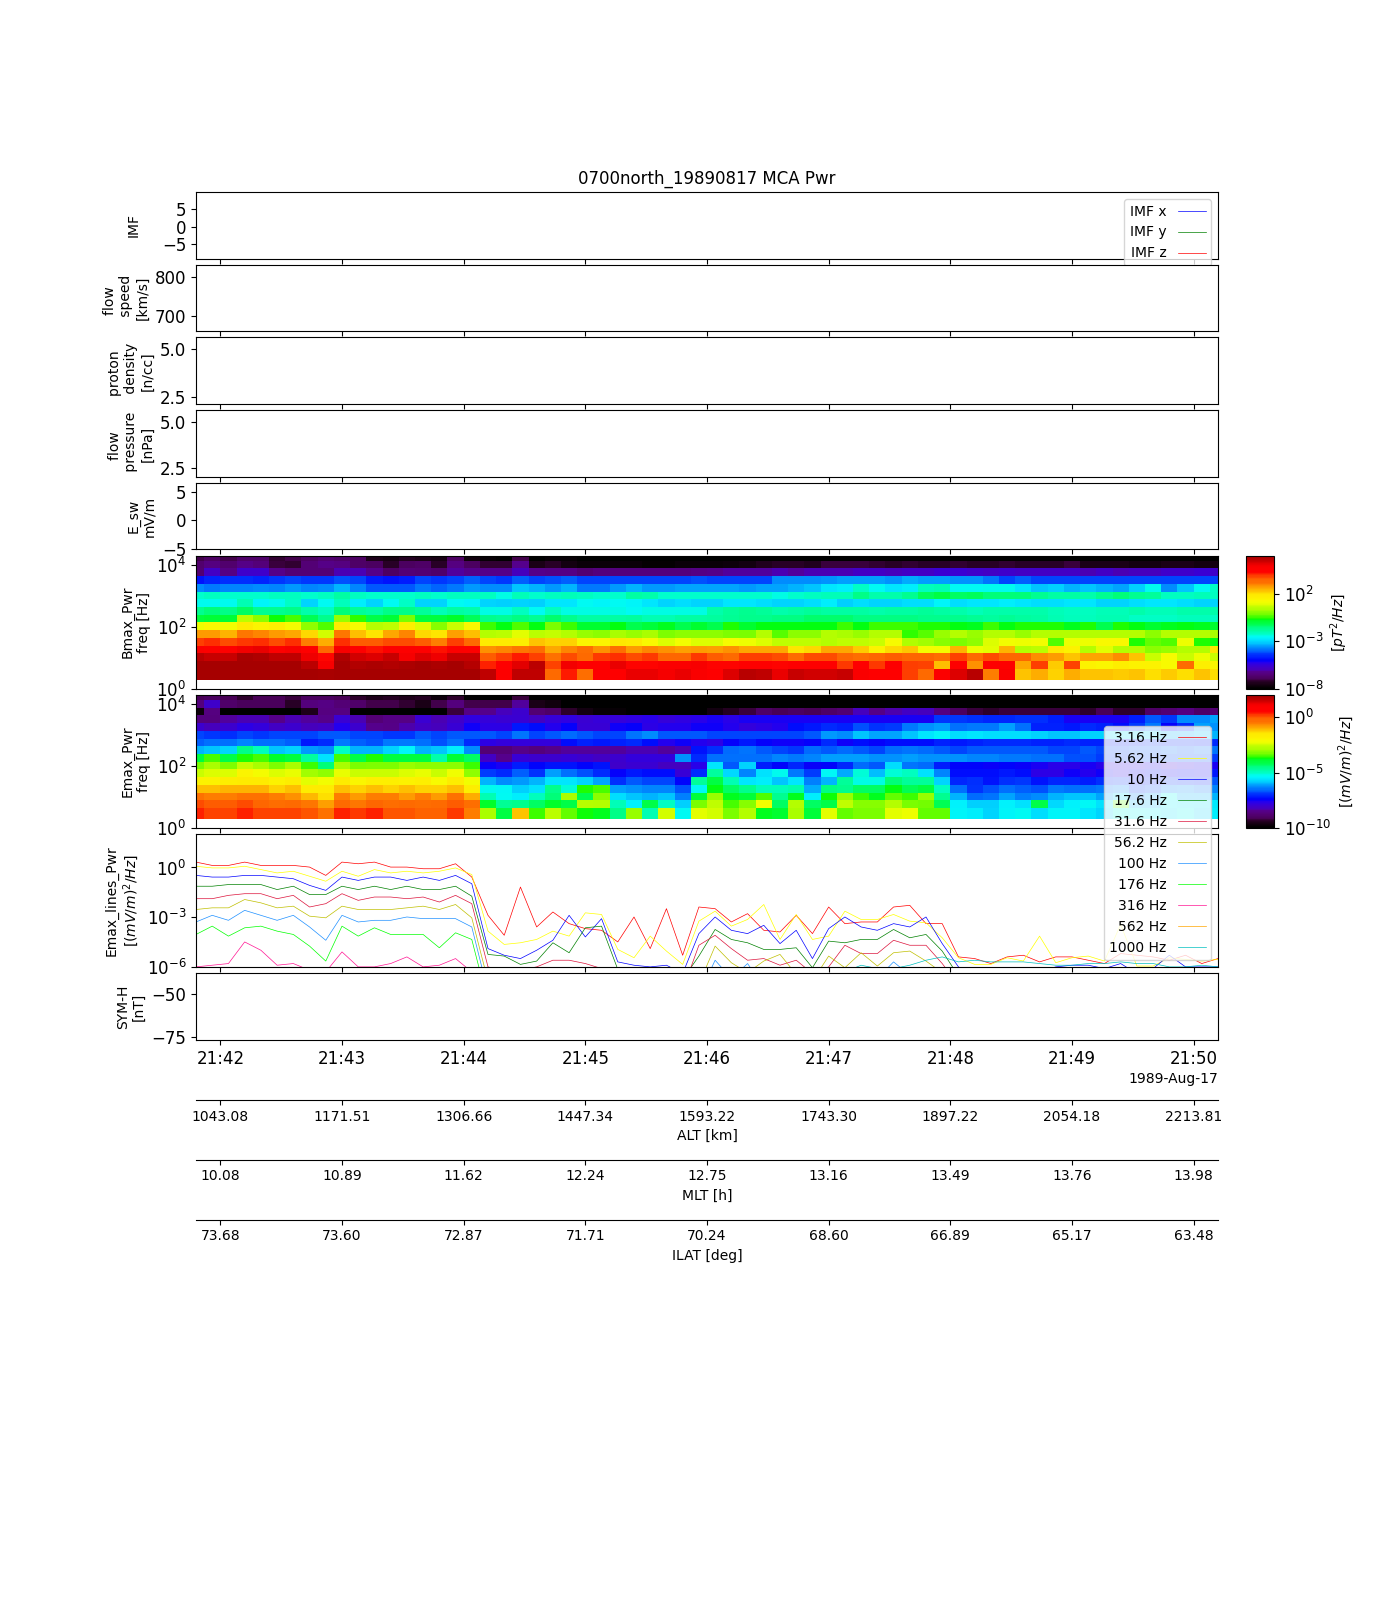 0700north_19890817 MCA Pwr
IMF
5
0
−5
IMF x
IMF y
IMF z
flow
speed
[km/s]
800
700
proton
density
[n/cc]
5.0
2.5
flow
pressure
[nPa]
5.0
2.5
E_sw
mV/m
5
0
−5
Bmax_Pwr
freq [Hz]
10^4
10^2
10^0
10^2
10^−3
10^−8
[pT^2/Hz]
Emax_Pwr
freq [Hz]
10^4
10^2
10^0
10^0
10^−5
10^−10
[(mV/m)^2/Hz]
3.16 Hz
5.62 Hz
10 Hz
17.6 Hz
31.6 Hz
56.2 Hz
100 Hz
176 Hz
316 Hz
562 Hz
1000 Hz
Emax_lines_Pwr
[(mV/m)^2/Hz]
10^0
10^−3
10^−6
SYM-H
[nT]
−50
−75
21:42 21:43 21:44 21:45 21:46 21:47 21:48 21:49 21:50
1989-Aug-17
1043.08 1171.51 1306.66 1447.34 1593.22 1743.30 1897.22 2054.18 2213.81
ALT [km]
10.08 10.89 11.62 12.24 12.75 13.16 13.49 13.76 13.98
MLT [h]
73.68 73.60 72.87 71.71 70.24 68.60 66.89 65.17 63.48
ILAT [deg]